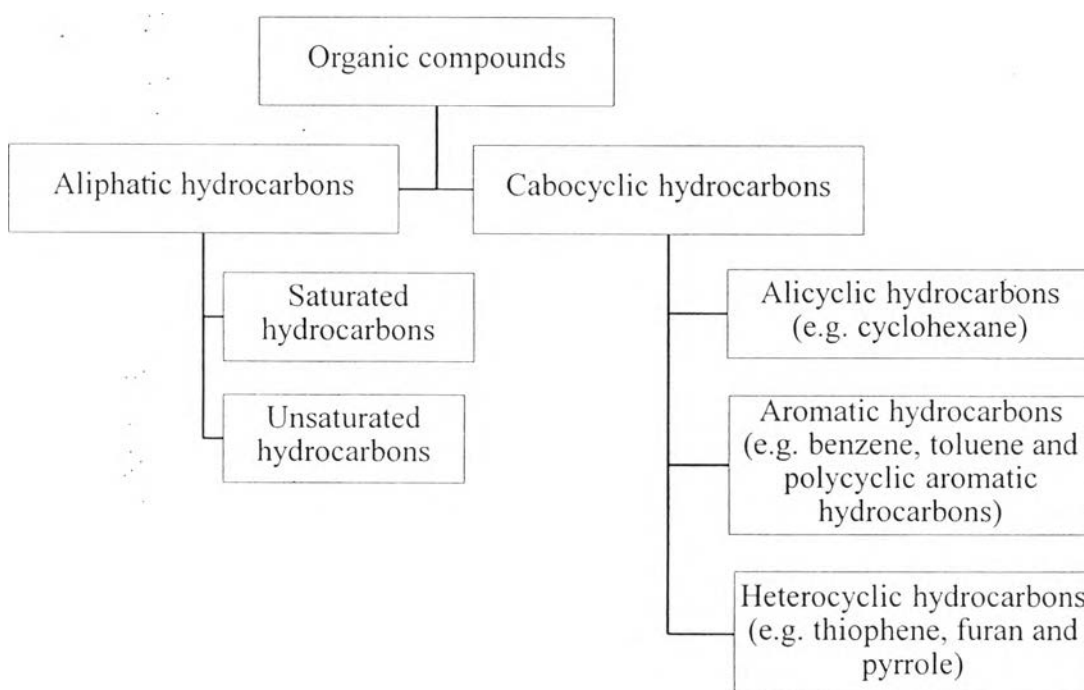 Organic compounds
Aliphatic hydrocarbons
Cabocyclic hydrocarbons
Saturated
hydrocarbons
Unsaturated
hydrocarbons
Alicyclic hydrocarbons
(e.g. cyclohexane)
Aromatic hydrocarbons
(e.g. benzene, toluene and
polycyclic aromatic
hydrocarbons)
Heterocyclic hydrocarbons
(e.g. thiophene, furan and
pyrrole)